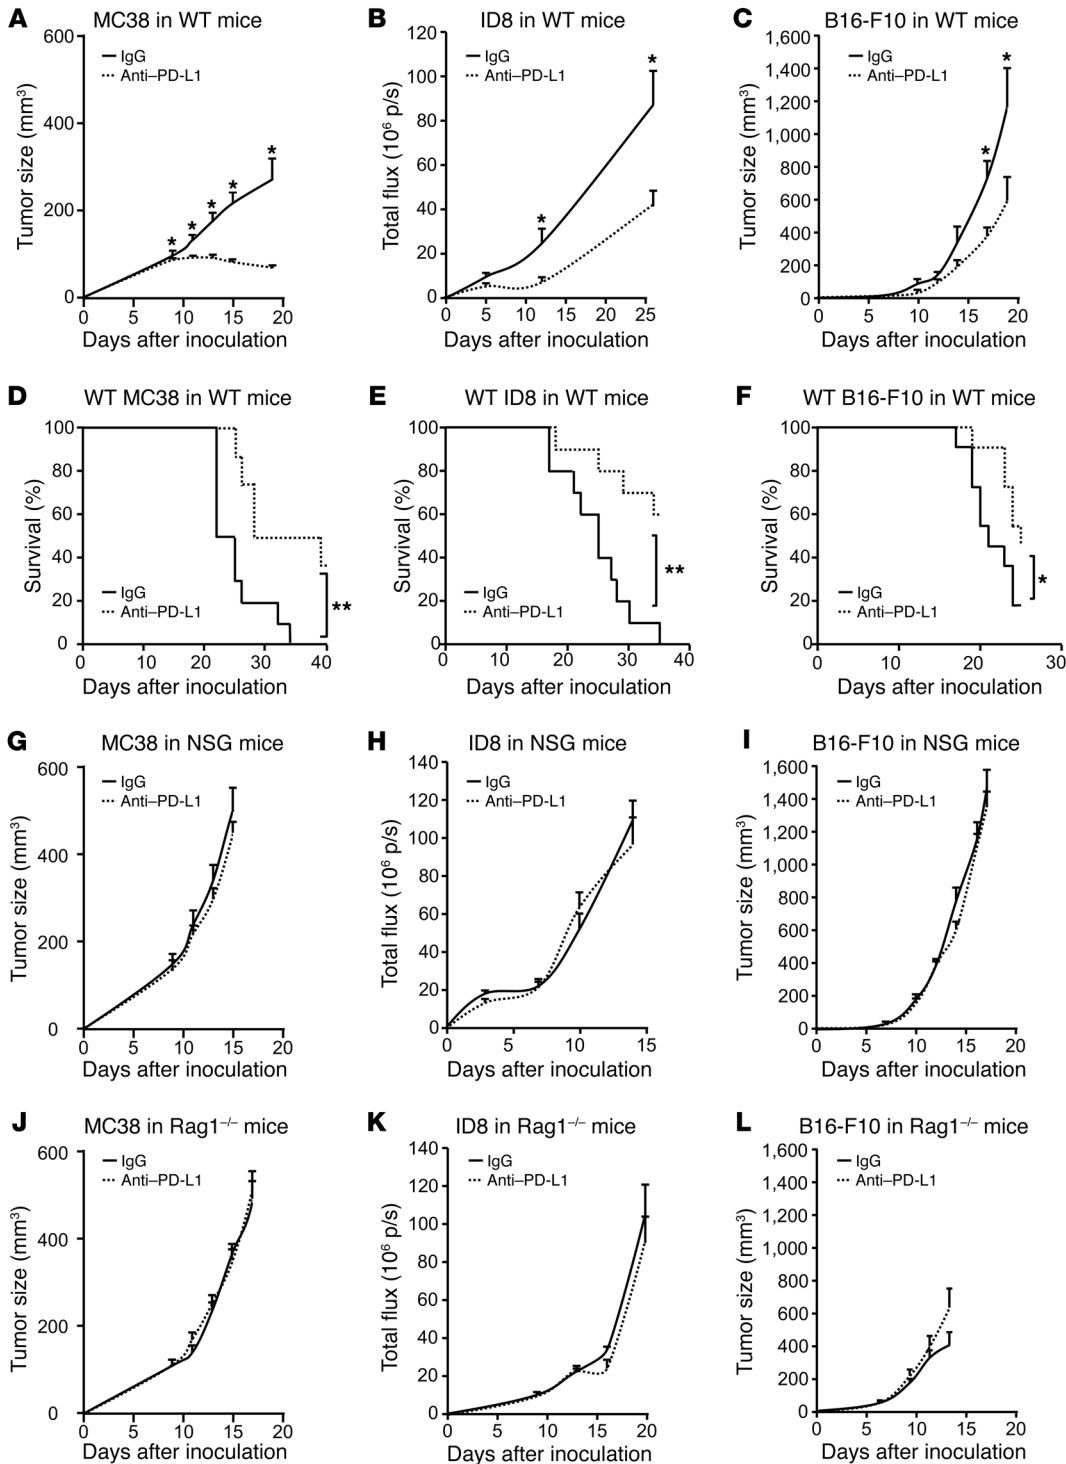 A MC38 in WT mice
Tumor size (mm³)
600
400
200
0
IgG
Anti–PD-L1
* * * * *
0 5 10 15 20
Days after inoculation
B ID8 in WT mice
Total flux (10⁶ p/s)
120
100
80
60
40
20
0
IgG
Anti–PD-L1
* *
0 5 10 15 20 25
Days after inoculation
C B16-F10 in WT mice
Tumor size (mm³)
1,600
1,400
1,200
1,000
800
600
400
200
0
IgG
Anti–PD-L1
* *
0 5 10 15 20
Days after inoculation
D WT MC38 in WT mice
Survival (%)
100
80
60
40
20
0
IgG
Anti–PD-L1
**
0 10 20 30 40
Days after inoculation
E WT ID8 in WT mice
Survival (%)
100
80
60
40
20
0
IgG
Anti–PD-L1
**
0 10 20 30 40
Days after inoculation
F WT B16-F10 in WT mice
Survival (%)
100
80
60
40
20
0
IgG
Anti–PD-L1
*
0 10 20 30
Days after inoculation
G MC38 in NSG mice
Tumor size (mm³)
600
400
200
0
IgG
Anti–PD-L1
0 5 10 15 20
Days after inoculation
H ID8 in NSG mice
Total flux (10⁶ p/s)
140
120
100
80
60
40
20
0
IgG
Anti–PD-L1
0 5 10 15
Days after inoculation
I B16-F10 in NSG mice
Tumor size (mm³)
1,600
1,400
1,200
1,000
800
600
400
200
0
IgG
Anti–PD-L1
0 5 10 15 20
Days after inoculation
J MC38 in Rag1⁻/⁻ mice
Tumor size (mm³)
600
400
200
0
IgG
Anti–PD-L1
0 5 10 15 20
Days after inoculation
K ID8 in Rag1⁻/⁻ mice
Total flux (10⁶ p/s)
140
120
100
80
60
40
20
0
IgG
Anti–PD-L1
0 5 10 15 20
Days after inoculation
L B16-F10 in Rag1⁻/⁻ mice
Tumor size (mm³)
1,600
1,400
1,200
1,000
800
600
400
200
0
IgG
Anti–PD-L1
0 5 10 15 20
Days after inoculation